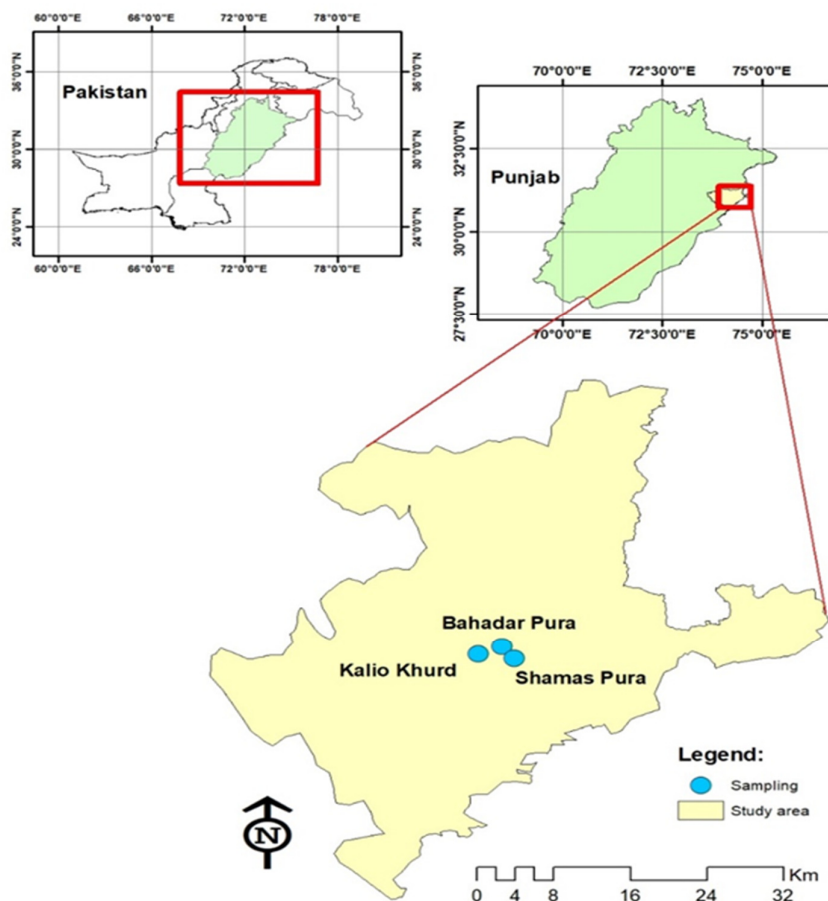 60°0'0"E 66°0'0"E 72°0'0"E 78°0'0"E
36°0'0"N
36°0'0"N
Pakistan
30°0'0"N
30°0'0"N
24°0'0"N
24°0'0"N
60°0'0"E 66°0'0"E 72°0'0"E 78°0'0"E
70°0'0"E 72°30'0"E 75°0'0"E
32°30'0"N
Punjab
30°0'0"N
27°30'0"N
70°0'0"E 72°30'0"E 75°0'0"E
Bahadar Pura
Kalio Khurd
Shamas Pura
Legend:
Sampling
Study area
N
Km
0 4 8 16 24 32